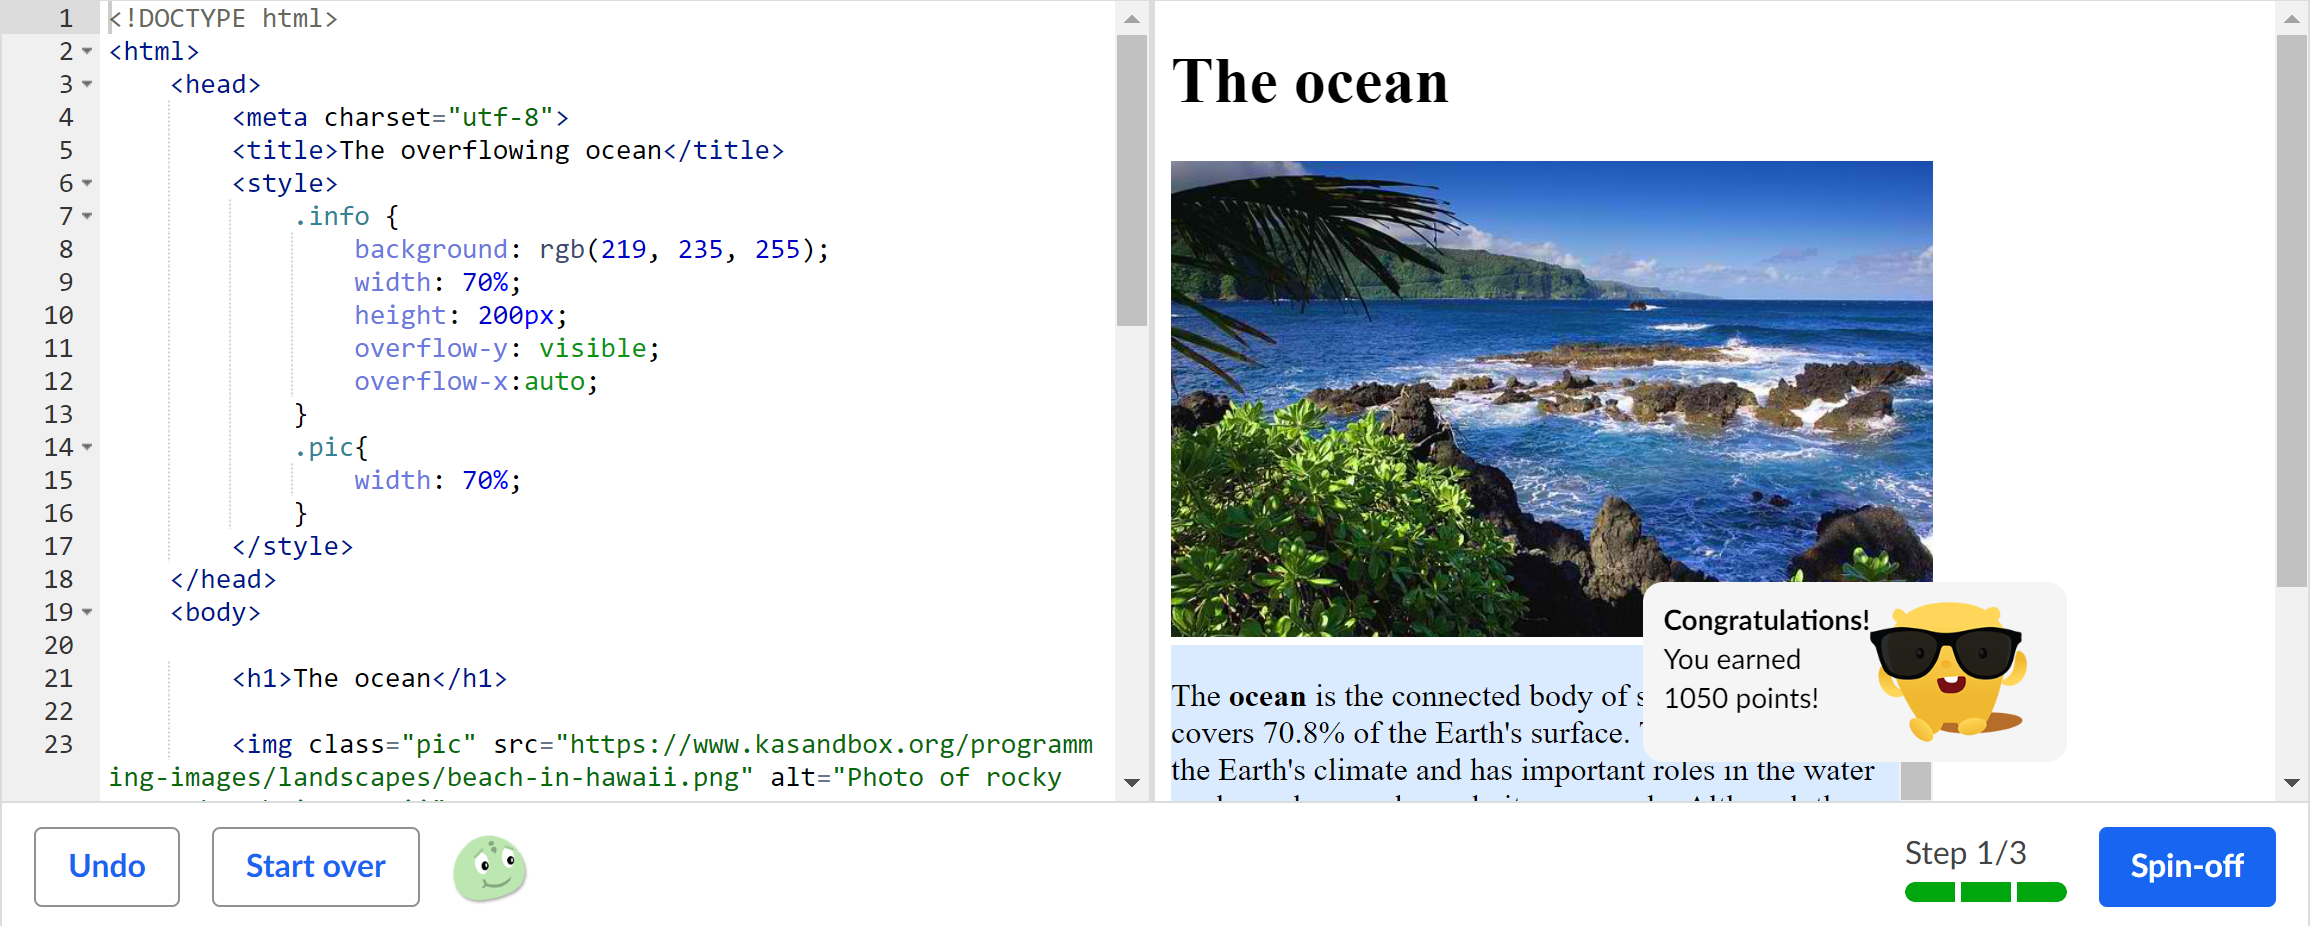 1 <!DOCTYPE html>
2 <html>
3 <head>
4 <meta charset="utf-8">
5 <title>The overflowing ocean</title>
6 <style>
7 .info {
8 background: rgb(219, 235, 255);
9 width: 70%;
10 height: 200px;
11 overflow-y: visible;
12 overflow-x:auto;
13 }
14 .pic{
15 width: 70%;
16 }
17 </style>
18 </head>
19 <body>
20
21 <h1>The ocean</h1>
22
23 <img class="pic" src="https://www.kasandbox.org/programm
ing-images/landscapes/beach-in-hawaii.png" alt="Photo of rocky
The ocean
The ocean is the connected body of s
covers 70.8% of the Earth's surface.
the Earth's climate and has important roles in the water
Congratulations!
You earned
1050 points!
Undo
Start over
Step 1/3
Spin-off